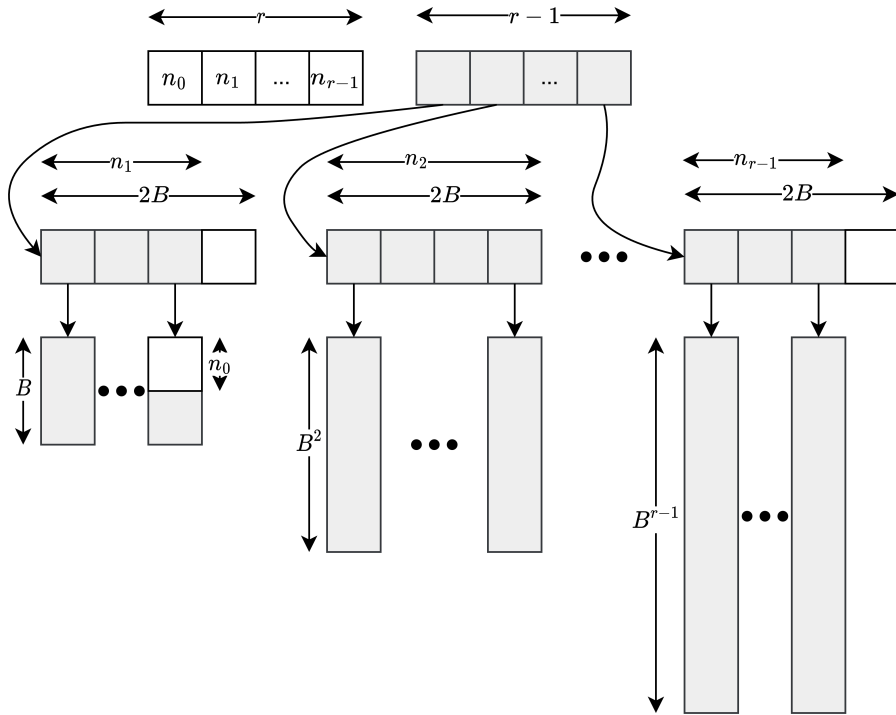 r r − 1
n₀ n₁ ... nᵣ₋₁ ...
n₁ n₂ nᵣ₋₁
2B 2B 2B
B n₀ B² Bʳ⁻¹